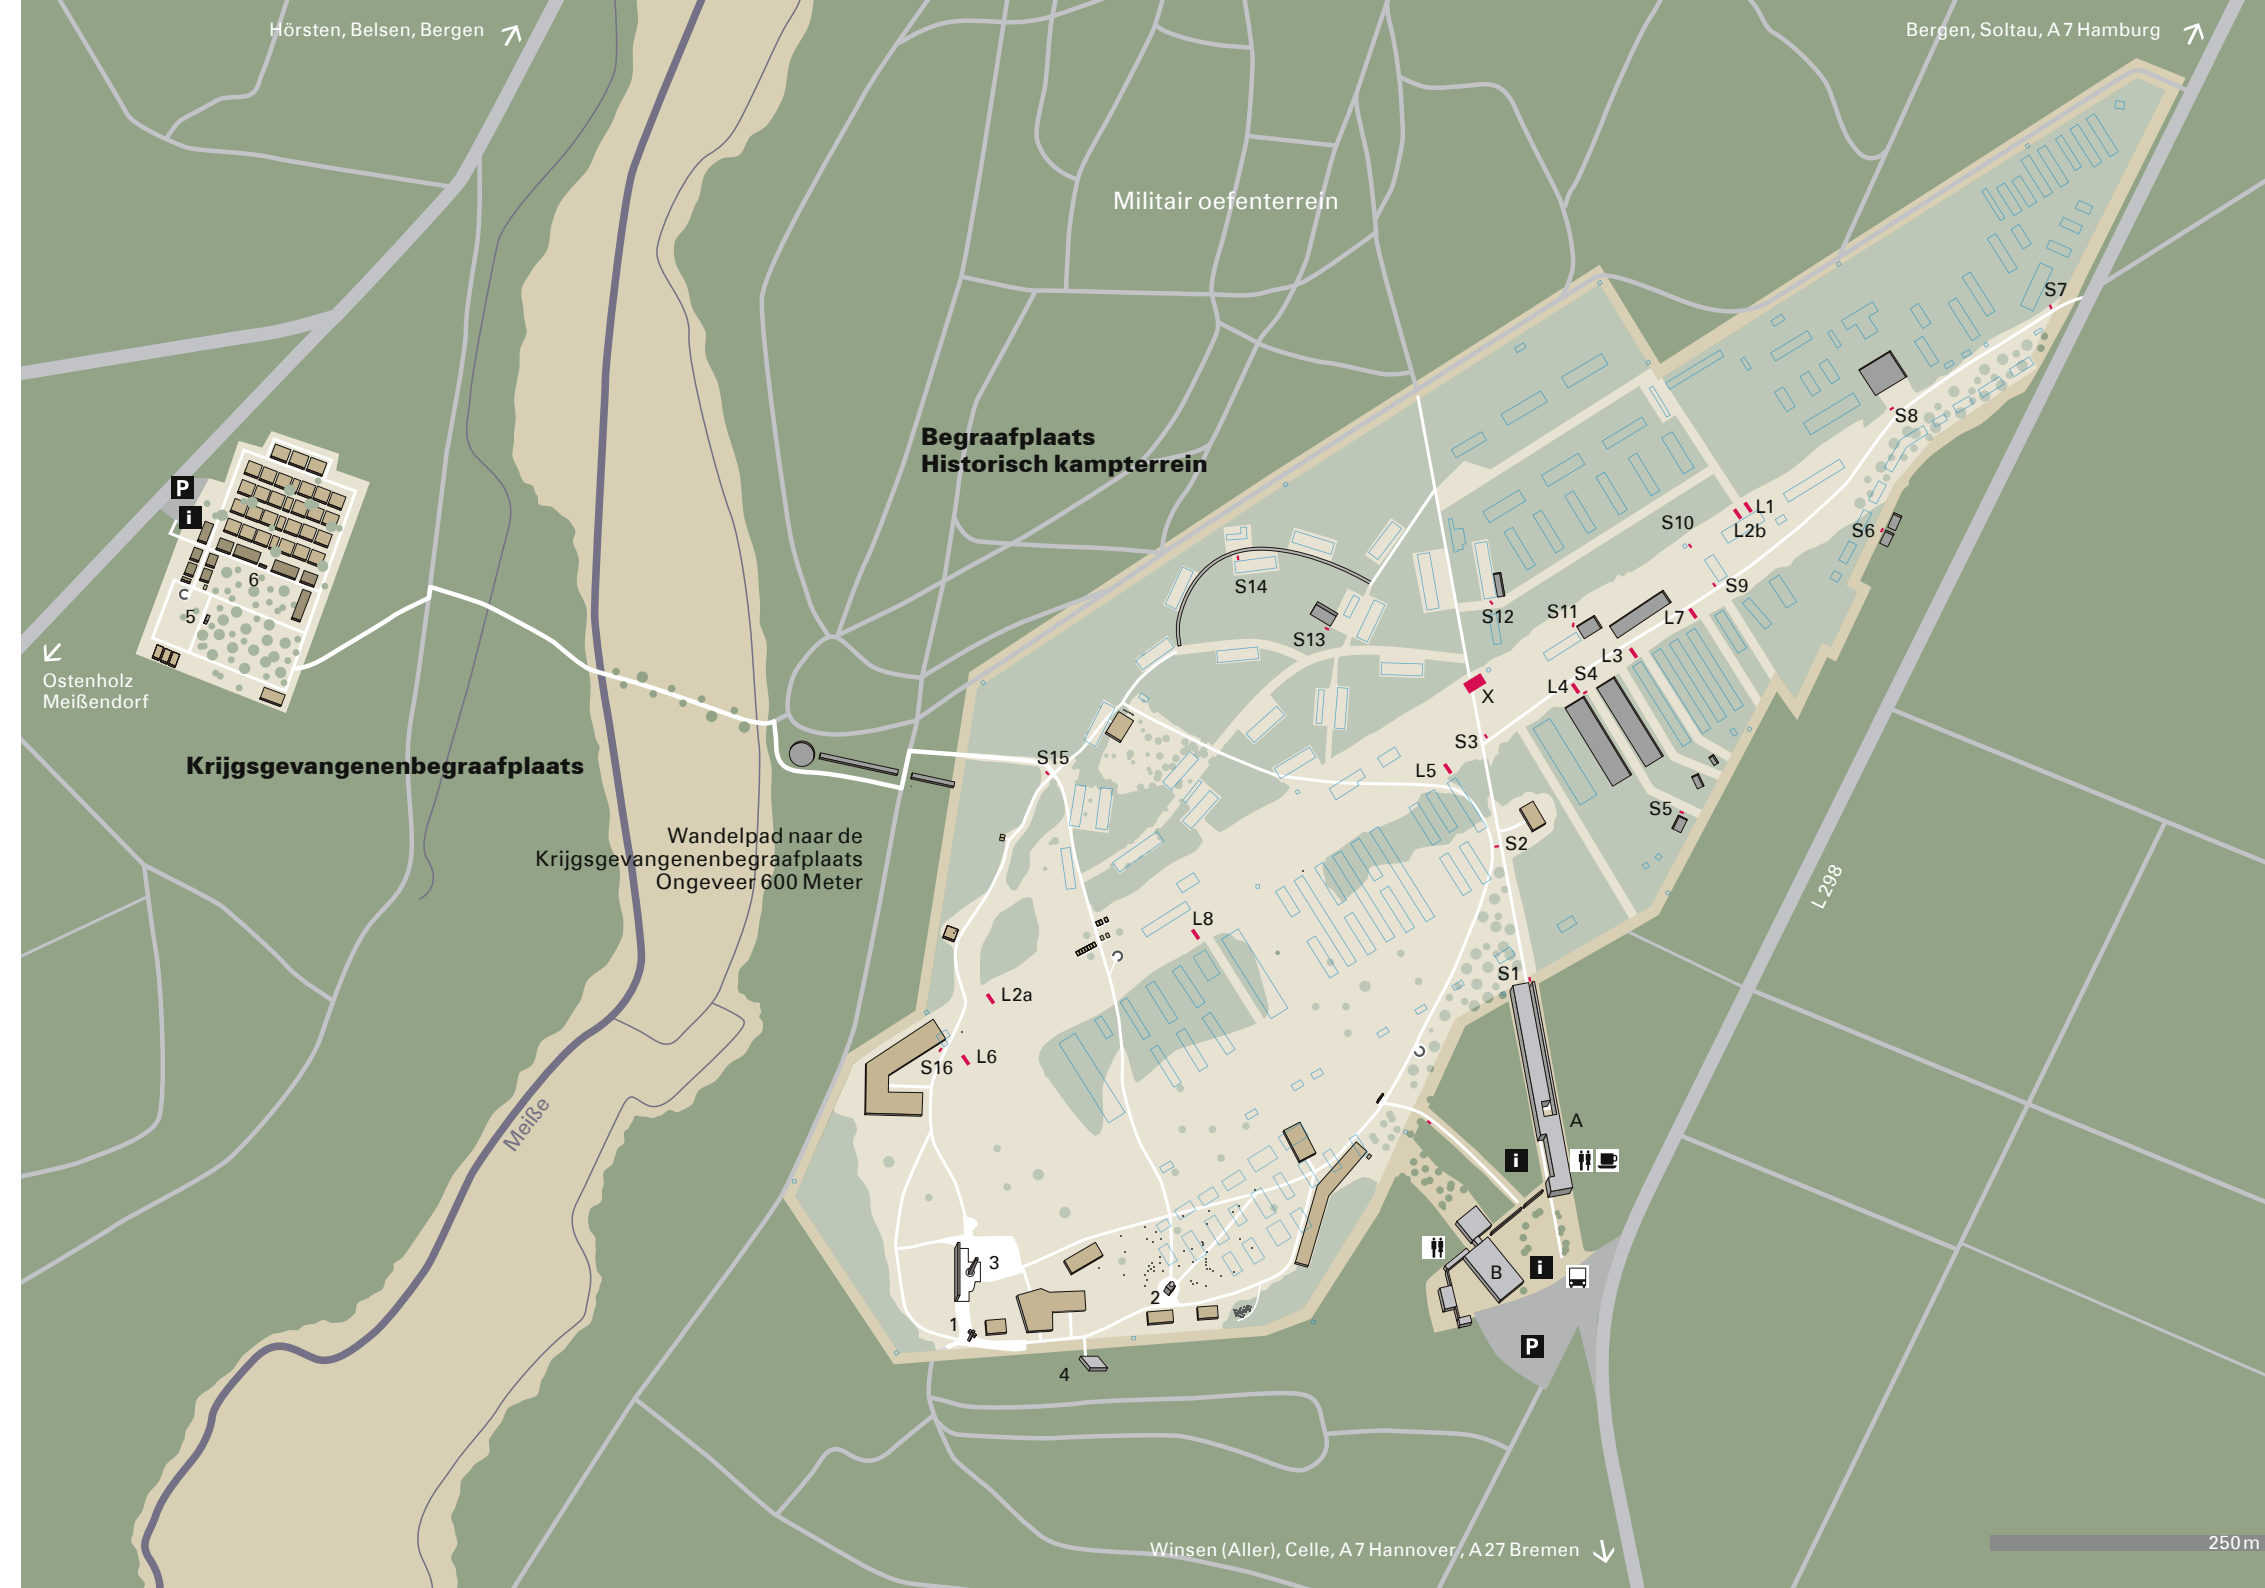 Hörsten, Belsen, Bergen
Bergen, Soltau, A 7 Hamburg
Militair oefenterrein
S7
S8
Begraafplaats
Historisch kampterrein
P
i
L1
S10
L2b
S6
6
S14
S9
5
S12
S11
L7
S13
L3
Ostenholz
Meißendorf
S4
L4
X
Krijgsgevangenenbegraafplaats
S3
S15
L5
S5
Wandelpad naar de
Krijgsgevangenenbegraafplaats
Ongeveer 600 Meter
S2
L 298
L8
S1
L2a
L6
S16
Meiße
A
i
3
B
i
2
1
P
4
Winsen (Aller), Celle, A 7 Hannover, A 27 Bremen
250 m